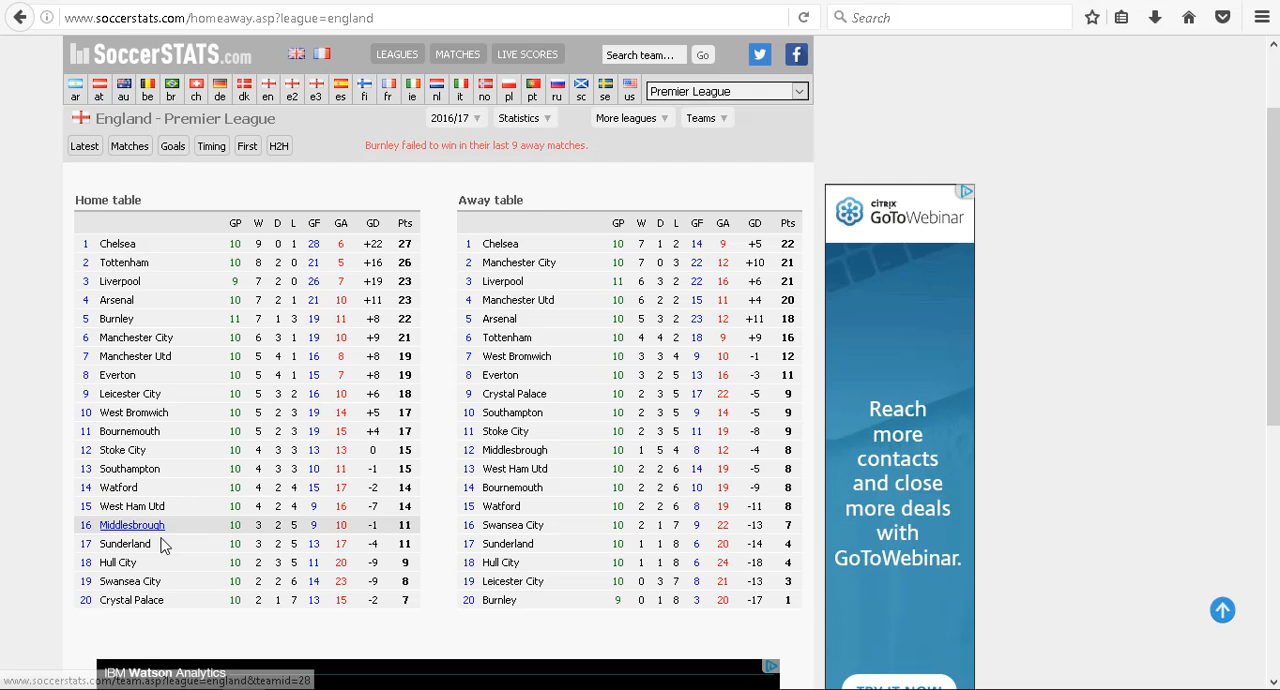 www.soccerstats.com/homeaway.asp?league=england
Search
SoccerSTATS.com
LEAGUES MATCHES LIVE SCORES
Search team... Go
ar at au be br ch de dk en e2 e3 es fi fr ie nl it no pl pt ru sc se us
Premier League
England - Premier League
2016/17 Statistics More leagues Teams
Latest Matches Goals Timing First H2H
Burnley failed to win in their last 9 away matches.
Home table
GP W D L GF GA GD Pts
1 Chelsea 10 9 0 1 28 6 +22 27
2 Tottenham 10 8 2 0 21 5 +16 26
3 Liverpool 9 7 2 0 26 7 +19 23
4 Arsenal 10 7 2 1 21 10 +11 23
5 Burnley 11 7 1 3 19 11 +8 22
6 Manchester City 10 6 3 1 19 10 +9 21
7 Manchester Utd 10 5 4 1 16 8 +8 19
8 Everton 10 5 4 1 15 7 +8 19
9 Leicester City 10 5 3 2 16 10 +6 18
10 West Bromwich 10 5 2 3 19 14 +5 17
11 Bournemouth 10 5 2 3 19 15 +4 17
12 Stoke City 10 4 3 3 13 13 0 15
13 Southampton 10 4 3 3 10 11 -1 15
14 Watford 10 4 2 4 15 17 -2 14
15 West Ham Utd 10 4 2 4 9 16 -7 14
16 Middlesbrough 10 3 2 5 9 10 -1 11
17 Sunderland 10 3 2 5 13 17 -4 11
18 Hull City 10 2 3 5 11 20 -9 9
19 Swansea City 10 2 2 6 14 23 -9 8
20 Crystal Palace 10 2 1 7 13 15 -2 7
Away table
GP W D L GF GA GD Pts
1 Chelsea 10 7 1 2 14 9 +5 22
2 Manchester City 10 7 0 3 22 12 +10 21
3 Liverpool 11 6 3 2 22 16 +6 21
4 Manchester Utd 10 6 2 2 15 11 +4 20
5 Arsenal 10 5 3 2 23 12 +11 18
6 Tottenham 10 4 4 2 18 9 +9 16
7 West Bromwich 10 3 3 4 9 10 -1 12
8 Everton 10 3 2 5 13 16 -3 11
9 Crystal Palace 10 2 3 5 17 22 -5 9
10 Southampton 10 2 3 5 9 14 -5 9
11 Stoke City 10 2 3 5 11 19 -8 9
12 Middlesbrough 10 1 5 4 8 12 -4 8
13 West Ham Utd 10 2 2 6 14 19 -5 8
14 Bournemouth 10 2 2 6 10 19 -9 8
15 Watford 10 2 2 6 8 19 -11 8
16 Swansea City 10 2 1 7 9 22 -13 7
17 Sunderland 10 1 1 8 6 20 -14 4
18 Hull City 10 1 1 8 6 24 -18 4
19 Leicester City 10 0 3 7 8 21 -13 3
20 Burnley 9 0 1 8 3 20 -17 1
CITRIX
GoToWebinar
Reach
more
contacts
and close
more deals
with
GoToWebinar.
TRY IT NOW
IBM Watson Analytics
www.soccerstats.com/team.asp?league=england&teamid=28